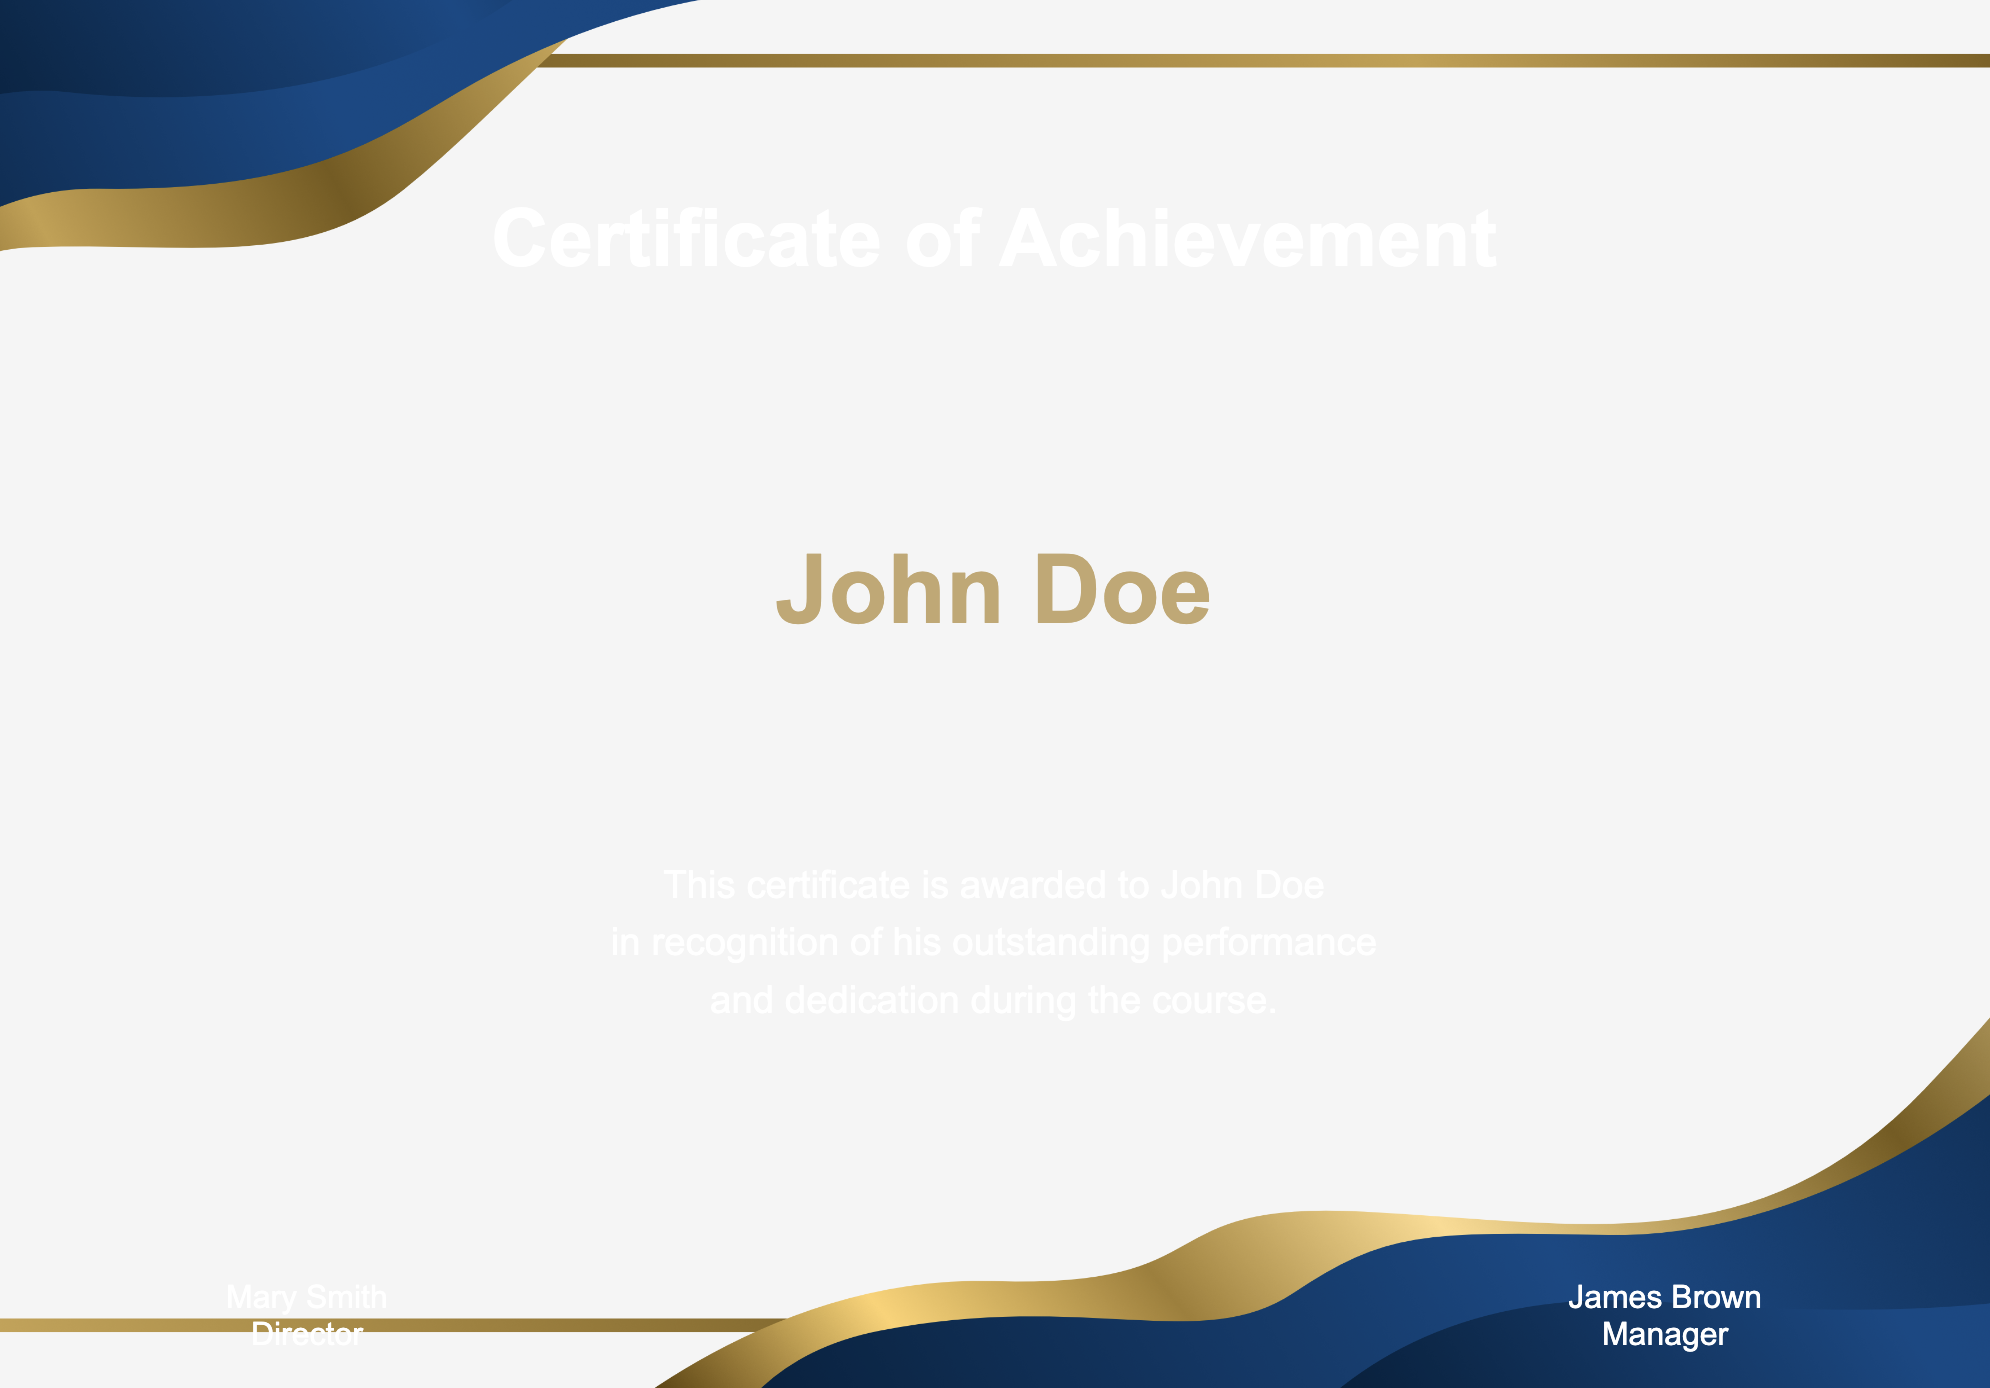 Certificate of Achievement
John Doe
This certificate is awarded to John Doe
in recognition of his outstanding performance
and dedication during the course.
Mary Smith
Director
James Brown
Manager